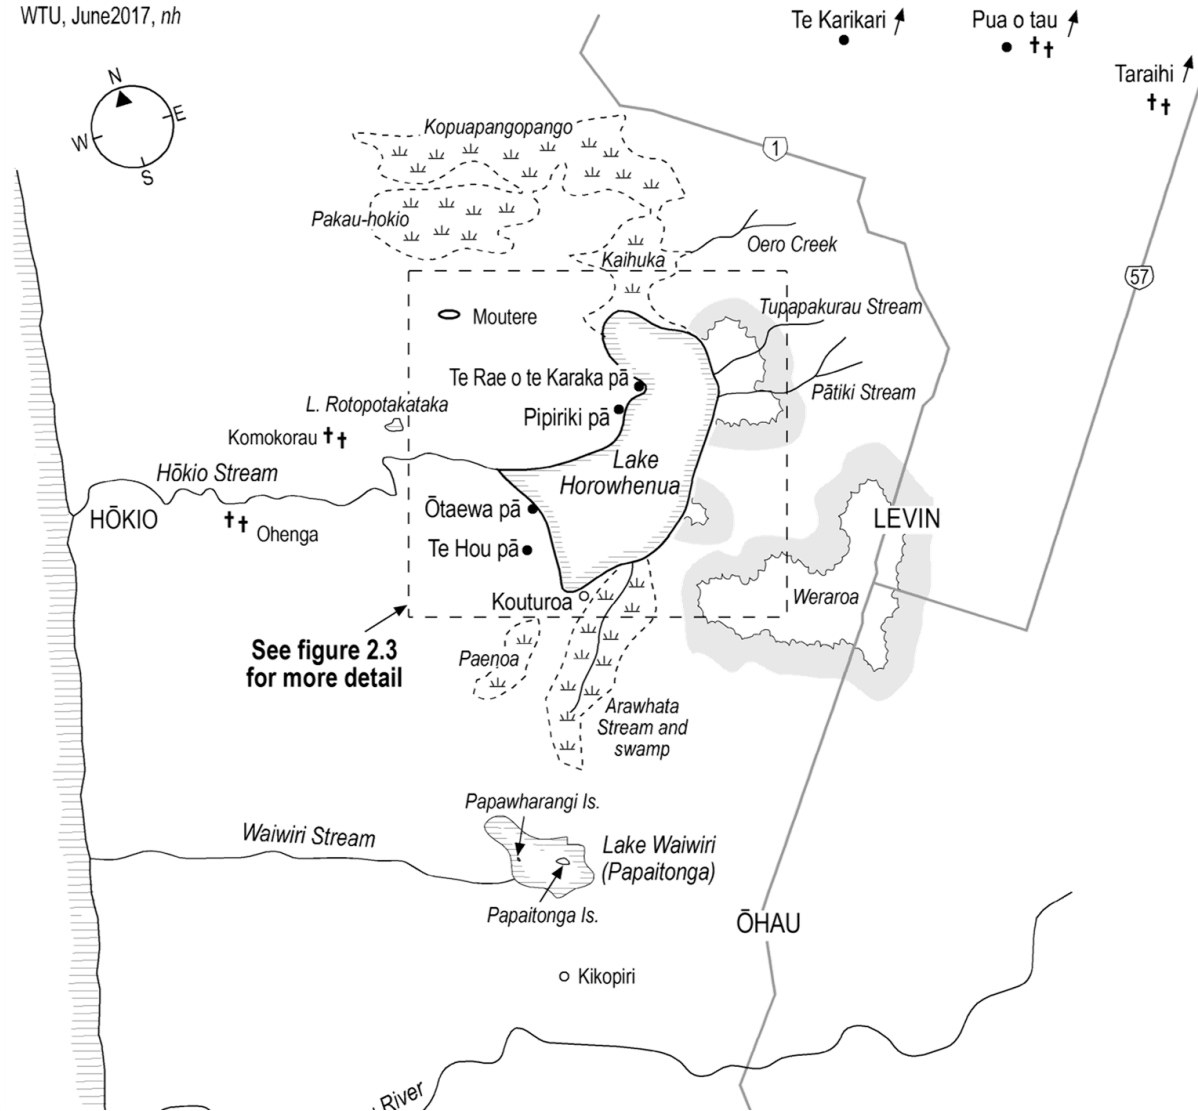 WTU, June2017, nh
Te Karikari
Pua o tau
Taraihi
N
E
W
S
Kopuapangopango
1
Pakau-hokio
Oero Creek
Kaihuka
57
Moutere
Tupapakurau Stream
Te Rae o te Karaka pā
Pātiki Stream
L. Rotopotakataka
Pipiriki pā
Komokorau
Hōkio Stream
Lake
Horowhenua
HŌKIO
Ohenga
Ōtaewa pā
LEVIN
Te Hou pā
Kouturoa
Weraroa
See figure 2.3
for more detail
Paenoa
Arawhata
Stream and
swamp
Papawharangi Is.
Waiwiri Stream
Lake Waiwiri
(Papaitonga)
Papaitonga Is.
ŌHAU
Kikopiri
River